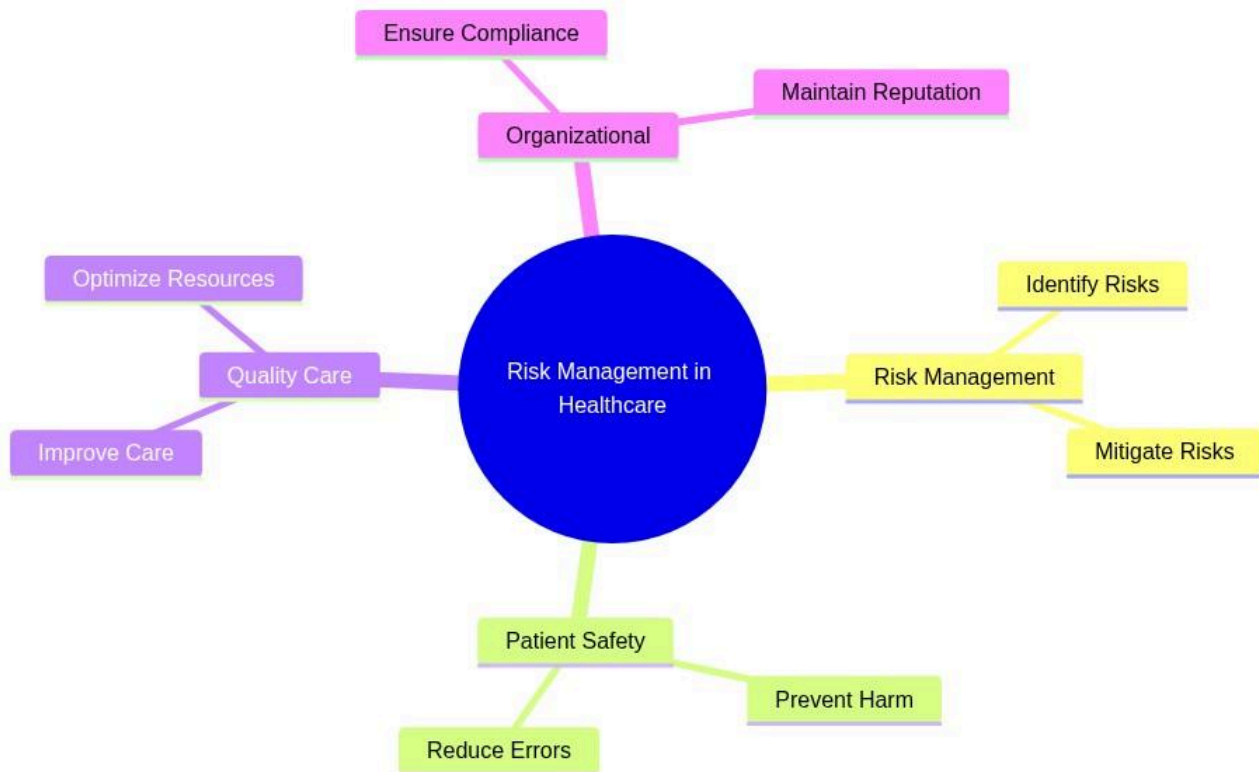 Ensure Compliance
Maintain Reputation
Organizational
Optimize Resources
Identify Risks
Quality Care
Risk Management in
Healthcare
Risk Management
Improve Care
Mitigate Risks
Patient Safety
Prevent Harm
Reduce Errors